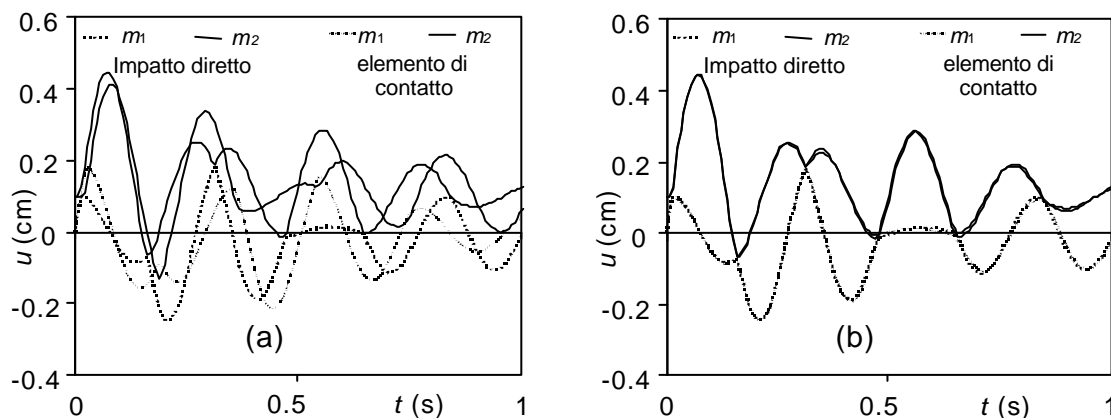 0.6
0.4
0.2
0
-0.2
-0.4
u (cm)
m1 m2 m1 m2
Impatto diretto
elemento di
contatto
(a)
0 0.5 t (s) 1
0.6
0.4
0.2
0
-0.2
-0.4
u (cm)
m1 m2 m1 m2
Impatto diretto
elemento di
contatto
(b)
0 0.5 t (s) 1